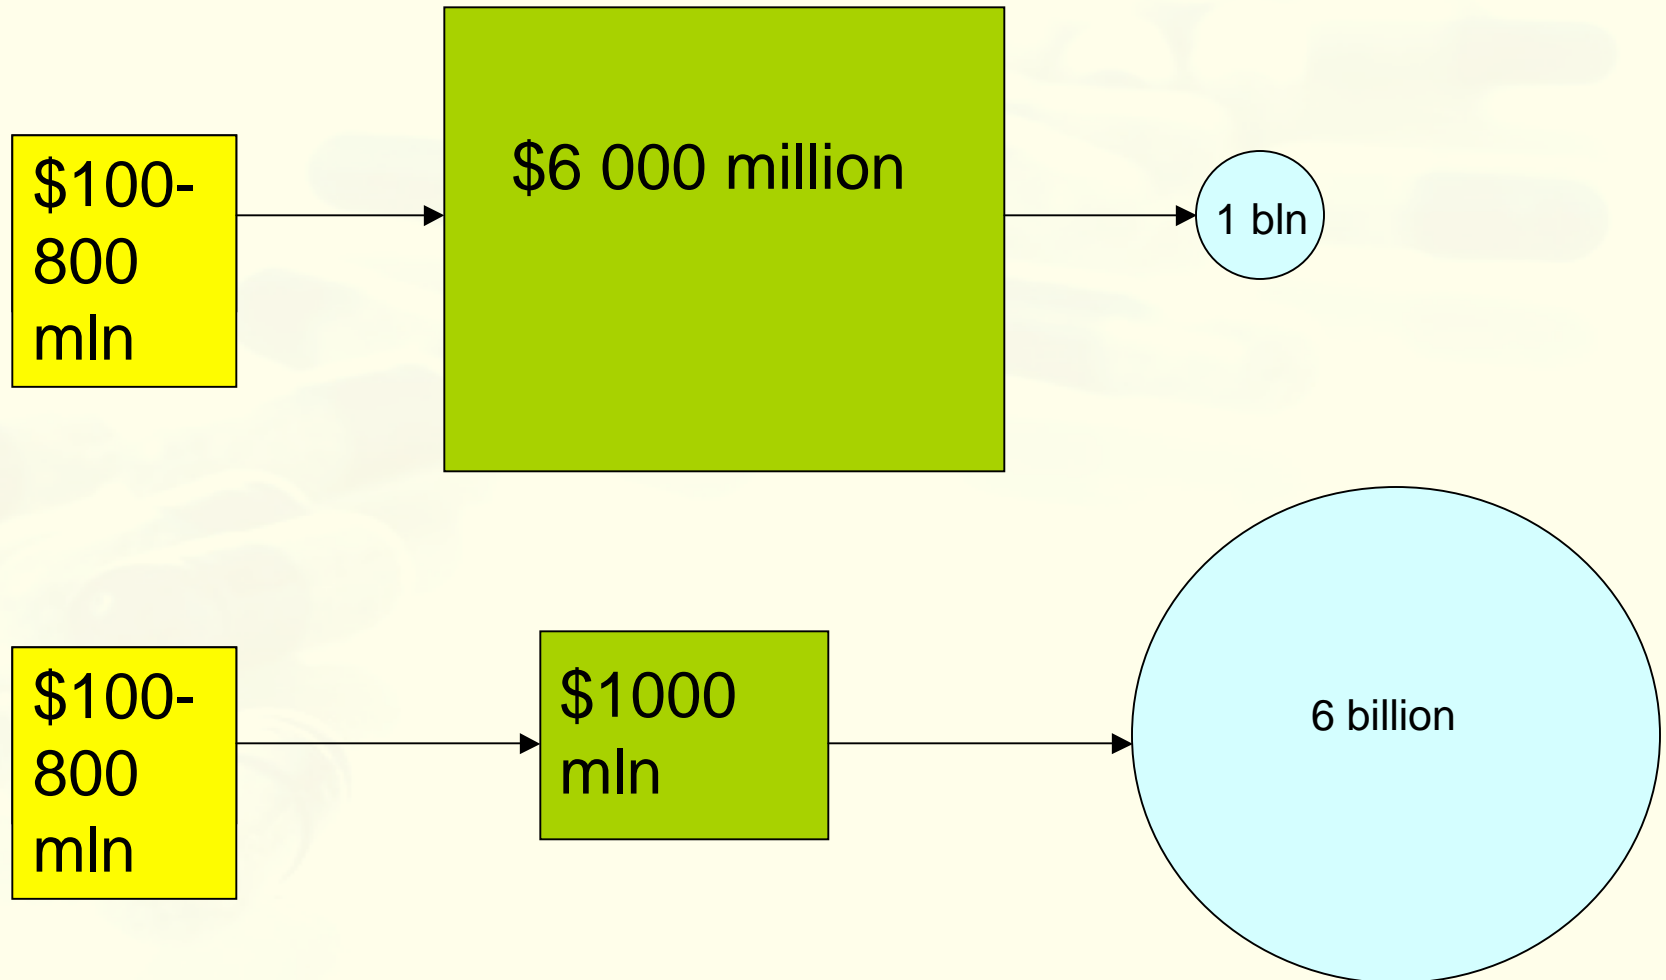 $100-
800
mln
$6 000 million
1 bln
$100-
800
mln
$1000
mln
6 billion